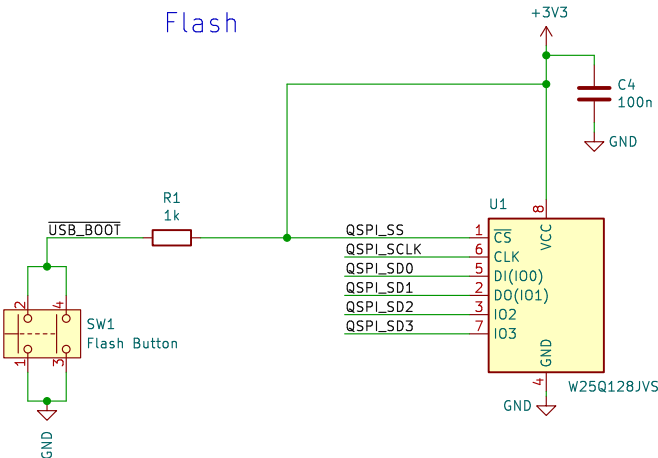 Flash
+3V3
C4
100n
GND
R1
1k
USB_BOOT
QSPI_SS
QSPI_SCLK
QSPI_SD0
QSPI_SD1
QSPI_SD2
QSPI_SD3
U1
8
VCC
1 CS
6 CLK
5 DI(IO0)
2 DO(IO1)
3 IO2
7 IO3
GND
4
W25Q128JVS
GND
2 4
SW1
Flash Button
1 3
GND